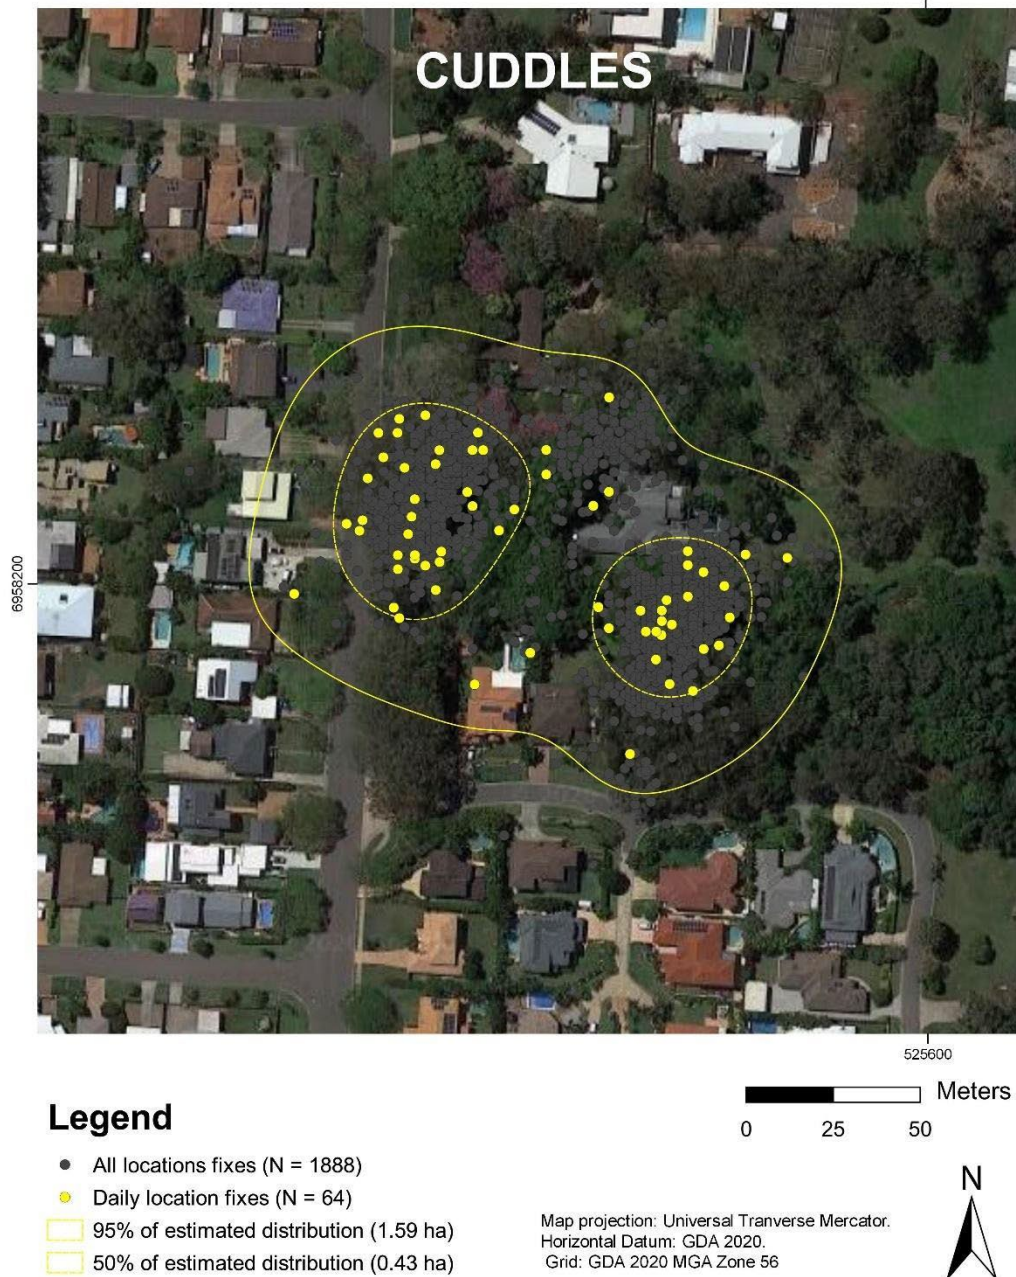 CUDDLES
6958200
525600
Legend
All locations fixes (N = 1888)
Daily location fixes (N = 64)
95% of estimated distribution (1.59 ha)
50% of estimated distribution (0.43 ha)
Meters
0 25 50
Map projection: Universal Tranverse Mercator.
Horizontal Datum: GDA 2020.
Grid: GDA 2020 MGA Zone 56
N